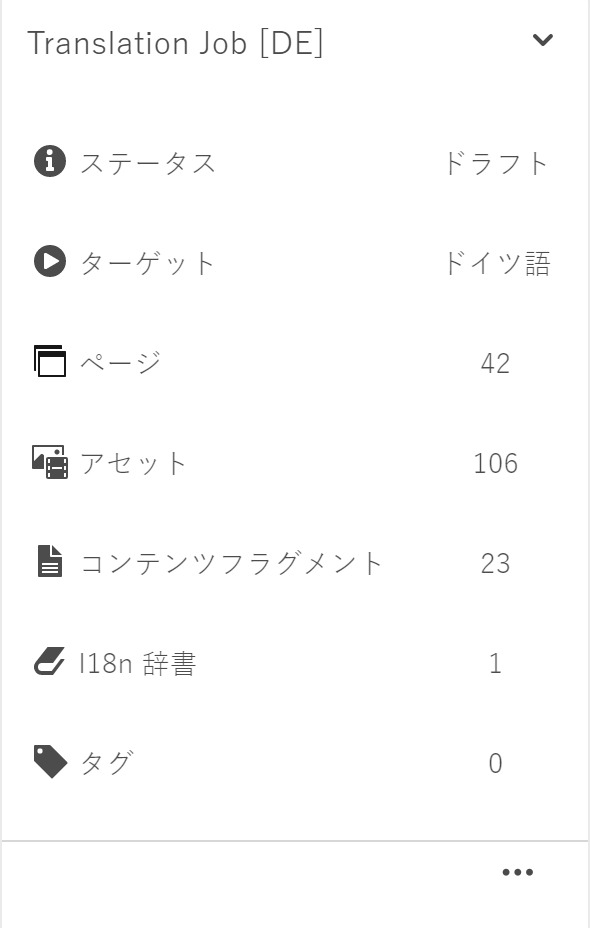 Translation Job [DE]
ステータス ドラフト
ターゲット ドイツ語
ページ 42
アセット 106
コンテンツフラグメント 23
I18n 辞書 1
タグ 0